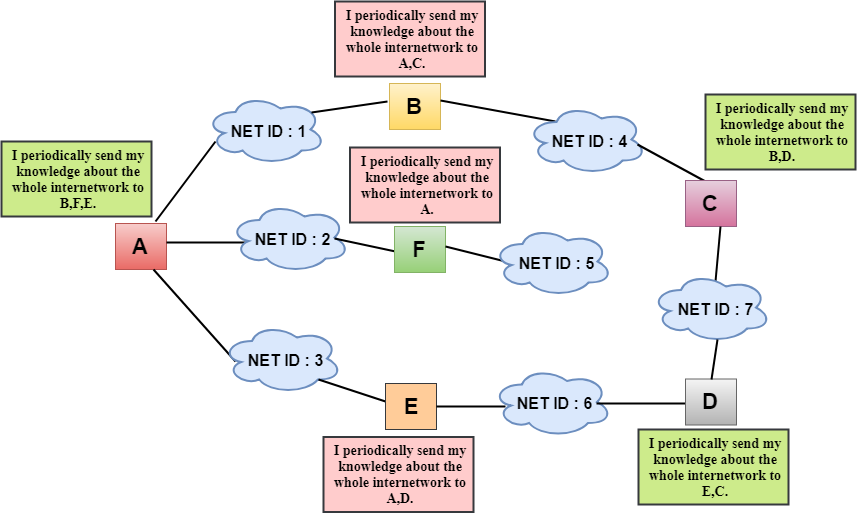 I periodically send my
knowledge about the
whole internetwork to
A,C.
B
NET ID : 1
NET ID : 4
I periodically send my
knowledge about the
whole internetwork to
B,D.
I periodically send my
knowledge about the
whole internetwork to
B,F,E.
I periodically send my
knowledge about the
whole internetwork to
A.
C
A
NET ID : 2
F
NET ID : 5
NET ID : 7
NET ID : 3
E
NET ID : 6
D
I periodically send my
knowledge about the
whole internetwork to
A,D.
I periodically send my
knowledge about the
whole internetwork to
E,C.